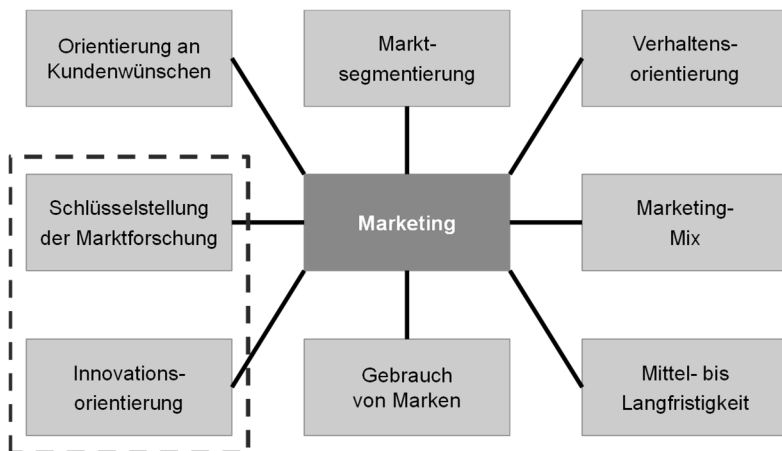 Orientierung an
Kundenwünschen
Markt-
segmentierung
Verhaltens-
orientierung
Schlüsselstellung
der Marktforschung
Marketing
Marketing-
Mix
Innovations-
orientierung
Gebrauch
von Marken
Mittel- bis
Langfristigkeit